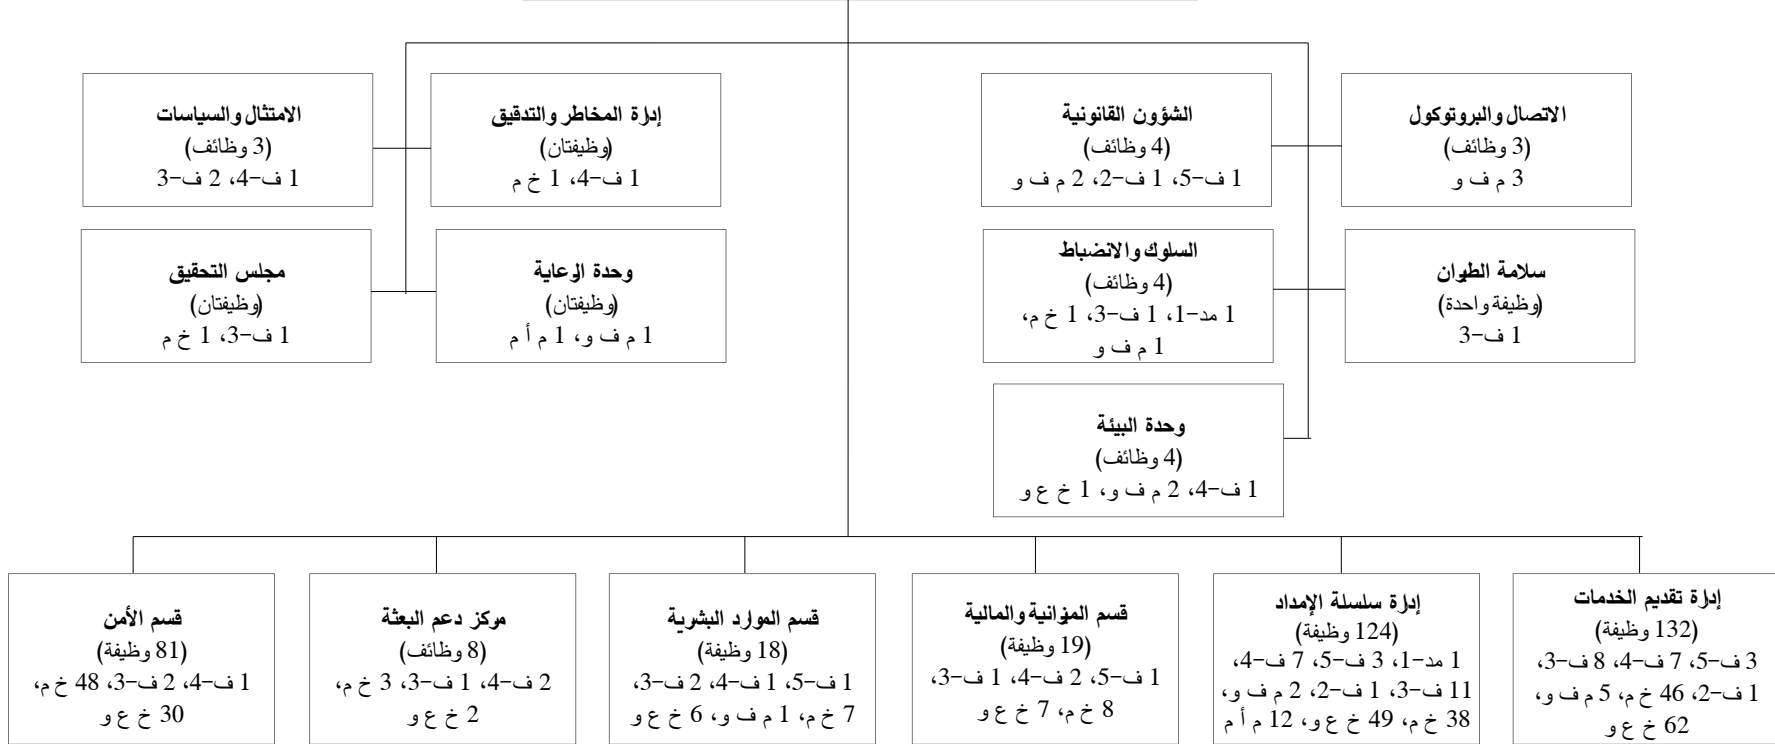 الاتصال والبروتوكول
(3 وظائف)
3 م ف و
الشؤون القانونية
(4 وظائف)
1 ف-5، 1 ف-2، 2 م ف و
إدارة المخاطر والتدقيق
(وظيفتان)
1 ف-4، 1 خ م
الامتثال والسياسات
(3 وظائف)
1 ف-4، 2 ف-3
سلامة الطيران
(وظيفة واحدة)
1 ف-3
السلوك والانضباط
(4 وظائف)
1 مد-1، 1 ف-3، 1 خ م،
1 م ف و
وحدة الرعاية
(وظيفتان)
1 م ف و، 1 م أ م
مجلس التحقيق
(وظيفتان)
1 ف-3، 1 خ م
وحدة البيئة
(4 وظائف)
1 ف-4، 2 م ف و، 1 خ ع و
إدارة تقديم الخدمات
(132 وظيفة)
3 ف-5، 7 ف-4، 8 ف-3،
1 ف-2، 46 خ م، 5 م ف و،
62 خ ع و
إدارة سلسلة الإمداد
(124 وظيفة)
1 مد-1، 3 ف-5، 7 ف-4،
11 ف-3، 1 ف-2، 2 م ف و،
38 خ م، 49 خ ع و، 12 م أ م
قسم الميزانية والمالية
(19 وظيفة)
1 ف-5، 2 ف-4، 1 ف-3،
8 خ م، 7 خ ع و
قسم الموارد البشرية
(18 وظيفة)
1 ف-5، 1 ف-4، 2 ف-3،
7 خ م، 1 م ف و، 6 خ ع و
مركز دعم البعثة
(8 وظائف)
2 ف-4، 1 ف-3، 3 خ م،
2 خ ع و
قسم الأمن
(81 وظيفة)
1 ف-4، 2 ف-3، 48 خ م،
30 خ ع و